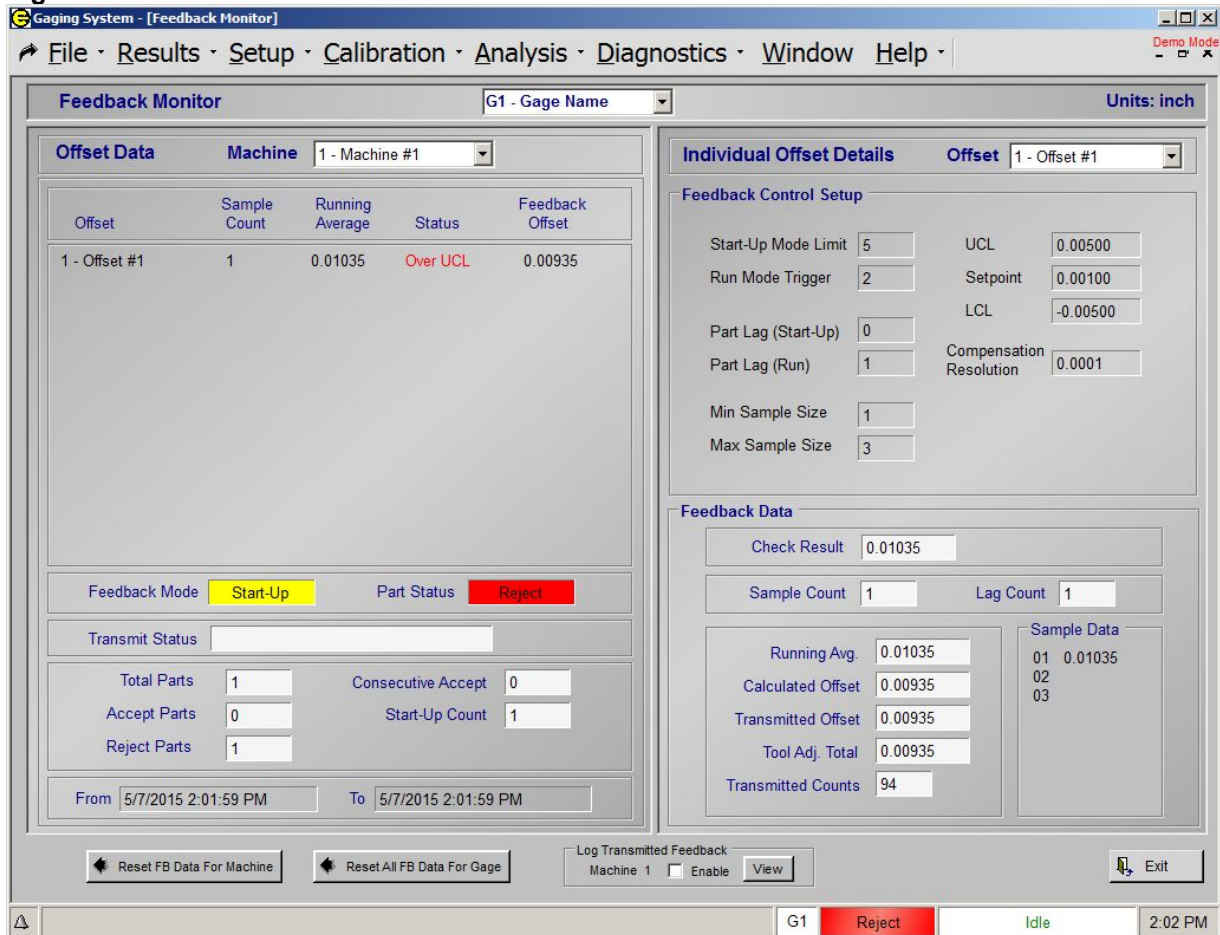 Gaging System - [Feedback Monitor]
File · Results · Setup · Calibration · Analysis · Diagnostics · Window Help ·
Demo Mode
Feedback Monitor G1 - Gage Name Units: inch
Offset Data Machine 1 - Machine #1
Offset Sample Count Running Average Status Feedback Offset
1 - Offset #1 1 0.01035 Over UCL 0.00935
Feedback Mode Start-Up Part Status Reject
Transmit Status
Total Parts 1 Consecutive Accept 0
Accept Parts 0 Start-Up Count 1
Reject Parts 1
From 5/7/2015 2:01:59 PM To 5/7/2015 2:01:59 PM
Individual Offset Details Offset 1 - Offset #1
Feedback Control Setup
Start-Up Mode Limit 5 UCL 0.00500
Run Mode Trigger 2 Setpoint 0.00100
LCL -0.00500
Part Lag (Start-Up) 0
Part Lag (Run) 1 Compensation Resolution 0.0001
Min Sample Size 1
Max Sample Size 3
Feedback Data
Check Result 0.01035
Sample Count 1 Lag Count 1
Running Avg. 0.01035
Calculated Offset 0.00935
Transmitted Offset 0.00935
Tool Adj. Total 0.00935
Transmitted Counts 94
Sample Data
01 0.01035
02
03
Reset FB Data For Machine Reset All FB Data For Gage
Log Transmitted Feedback
Machine 1 Enable View
Exit
G1 Reject Idle 2:02 PM